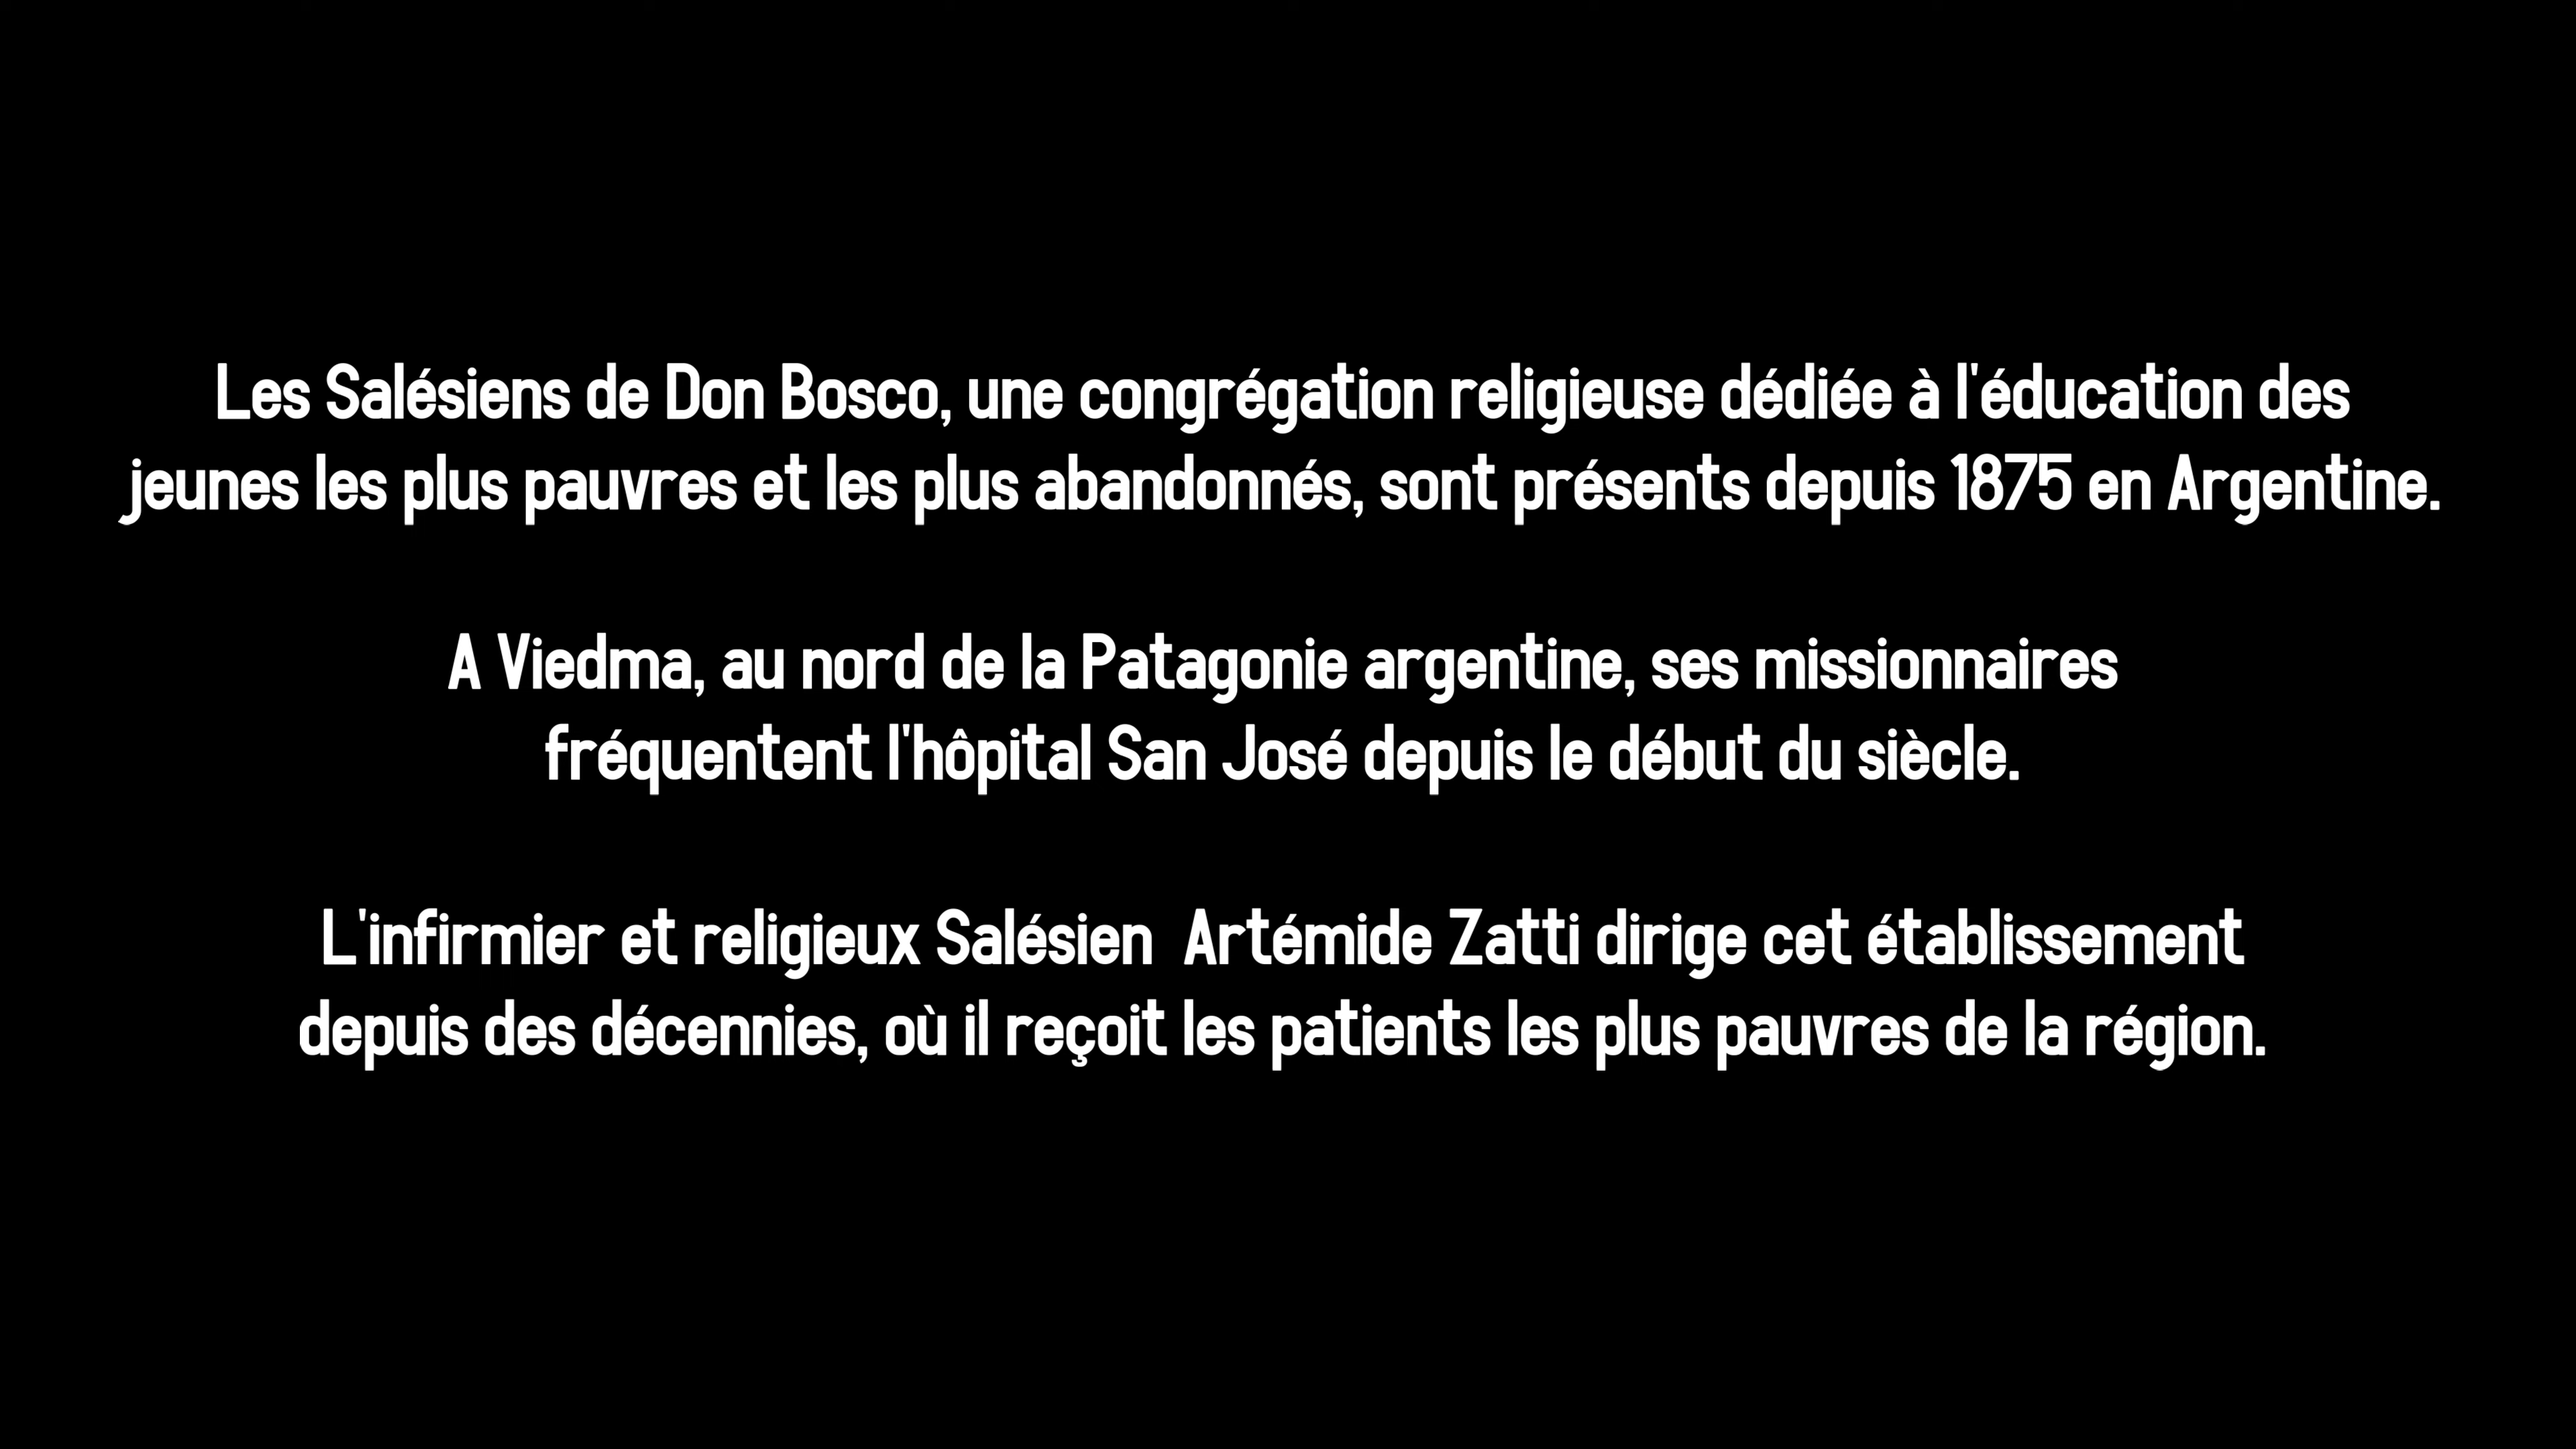 Les Salésiens de Don Bosco, une congrégation religieuse dédiée à l'éducation des
jeunes les plus pauvres et les plus abandonnés, sont présents depuis 1875 en Argentine.
A Viedma, au nord de la Patagonie argentine, ses missionnaires
fréquentent l'hôpital San José depuis le début du siècle.
L'infirmier et religieux Salésien  Artémide Zatti dirige cet établissement
depuis des décennies, où il reçoit les patients les plus pauvres de la région.